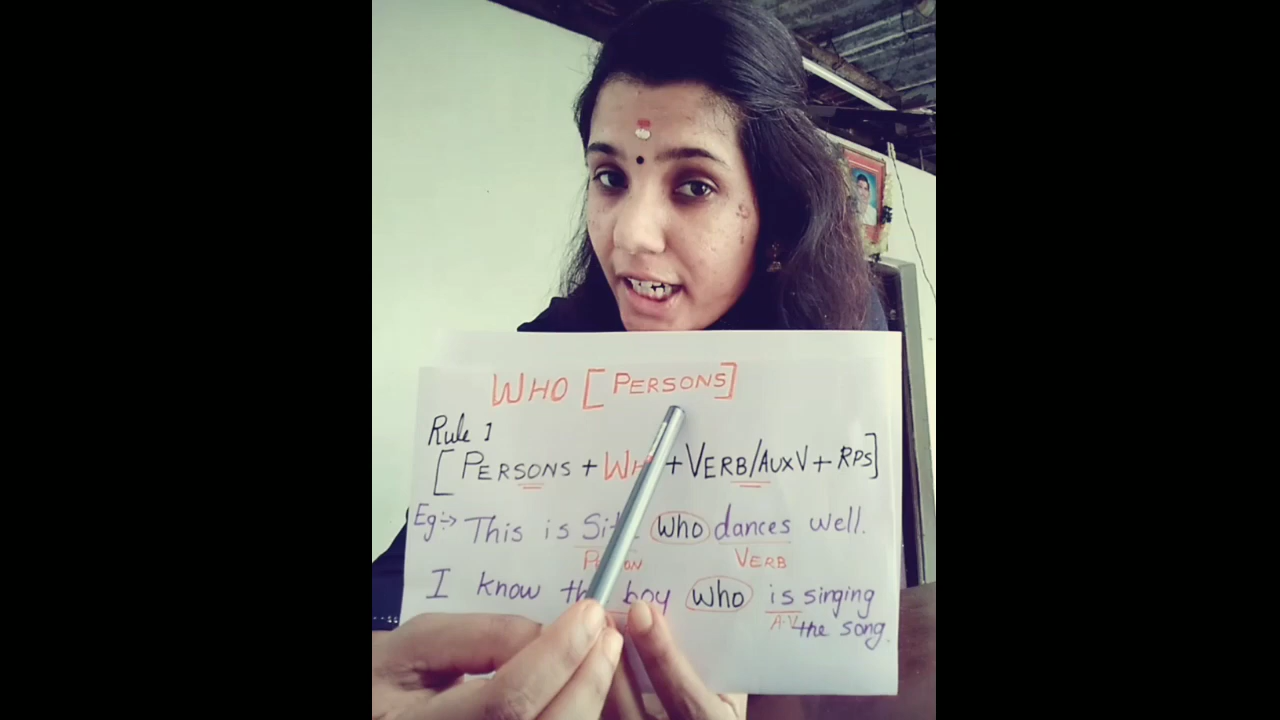 WHO [PERSONS]
Rule 1
[PERSONS + WH + VERB/AUXV + RPS]
Eg:-> This is Sit who dances well.
VERB
I know boy who is singing
A.V
the song.